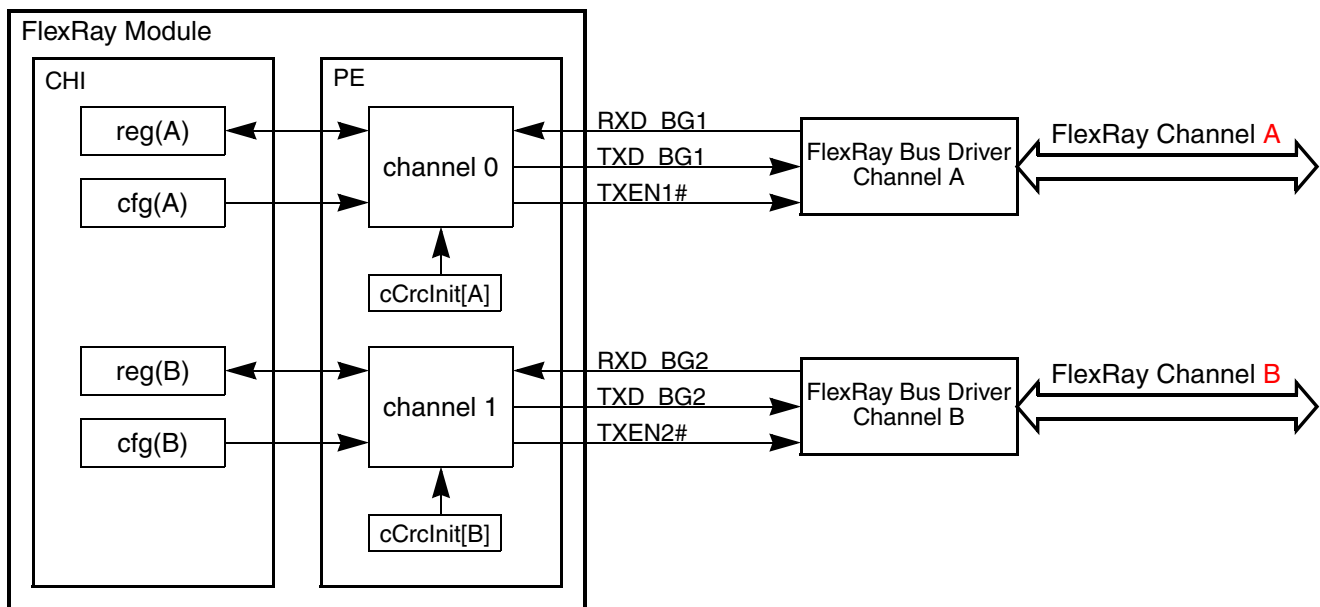 FlexRay Module
CHI
PE
reg(A)
cfg(A)
channel 0
cCrcInit[A]
RXD_BG1
TXD_BG1
TXEN1#
FlexRay Bus Driver
Channel A
FlexRay Channel A
reg(B)
cfg(B)
channel 1
cCrcInit[B]
RXD_BG2
TXD_BG2
TXEN2#
FlexRay Bus Driver
Channel B
FlexRay Channel B